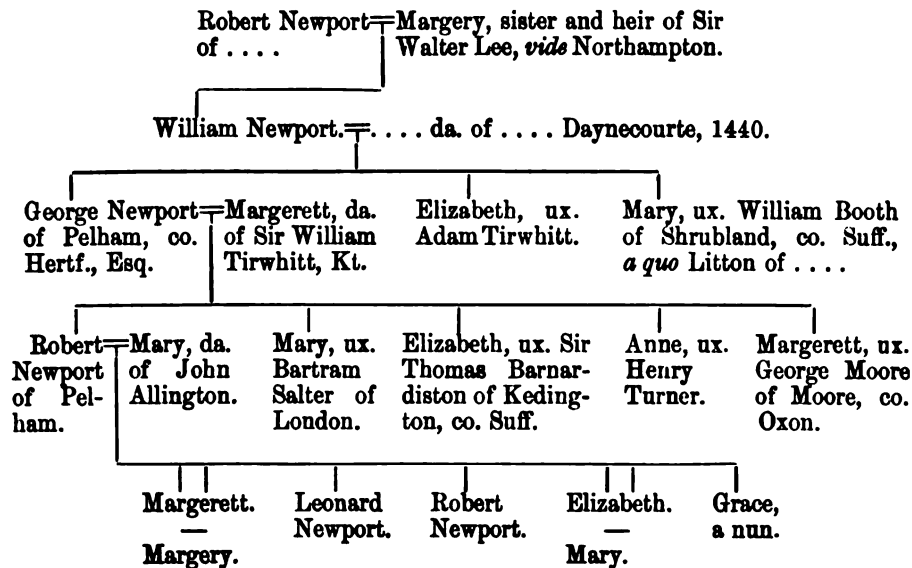 Robert Newport = Margery, sister and heir of Sir
of . . . . Walter Lee, vide Northampton.
William Newport. = . . . . da. of . . . . Daynecourte, 1440.
George Newport = Margerett, da.
of Pelham, co. of Sir William
Hertf., Esq. Tirwhitt, Kt.
Elizabeth, ux.
Adam Tirwhitt.
Mary, ux. William Booth
of Shrubland, co. Suff.,
a quo Litton of . . . .
Robert = Mary, da.
Newport of John
of Pel- Allington.
ham.
Mary, ux.
Bartram
Salter of
London.
Elizabeth, ux. Sir
Thomas Barnar-
diston of Keding-
ton, co. Suff.
Anne, ux.
Henry
Turner.
Margerett, ux.
George Moore
of Moore, co.
Oxon.
Margerett.
—
Margery.
Leonard
Newport.
Robert
Newport.
Elizabeth.
—
Mary.
Grace,
a nun.